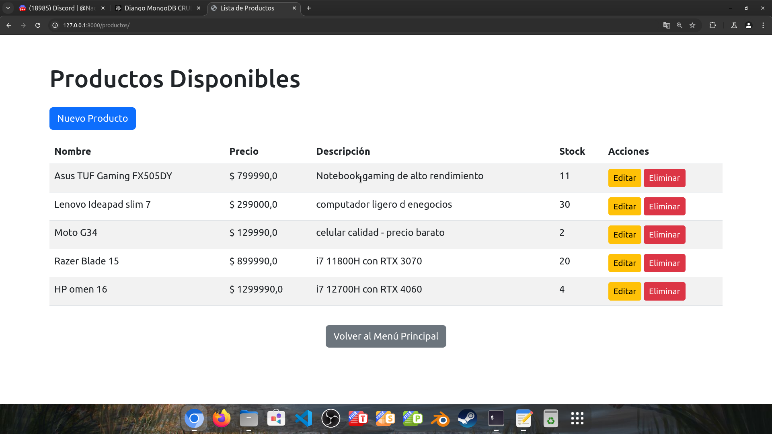 (18985) Discord | @Na
Django MongoDB CRU
Lista de Productos
127.0.0.1:8000/productos/
Productos Disponibles
Nuevo Producto
Nombre Precio Descripción Stock Acciones
Asus TUF Gaming FX505DY $ 799990,0 Notebook gaming de alto rendimiento 11 Editar Eliminar
Lenovo Ideapad slim 7 $ 299000,0 computador ligero d enegocios 30 Editar Eliminar
Moto G34 $ 129990,0 celular calidad - precio barato 2 Editar Eliminar
Razer Blade 15 $ 899990,0 i7 11800H con RTX 3070 20 Editar Eliminar
HP omen 16 $ 1299990,0 i7 12700H con RTX 4060 4 Editar Eliminar
Volver al Menú Principal